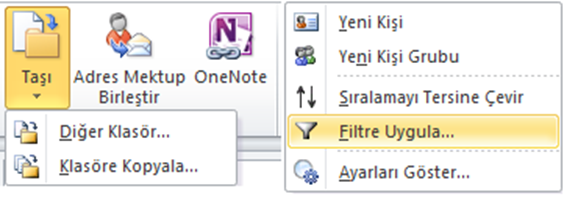 Taşı
Adres Mektup
Birleştir
OneNote
Diğer Klasör...
Klasöre Kopyala...
Yeni Kişi
Yeni Kişi Grubu
Sıralamayı Tersine Çevir
Filtre Uygula...
Ayarları Göster...